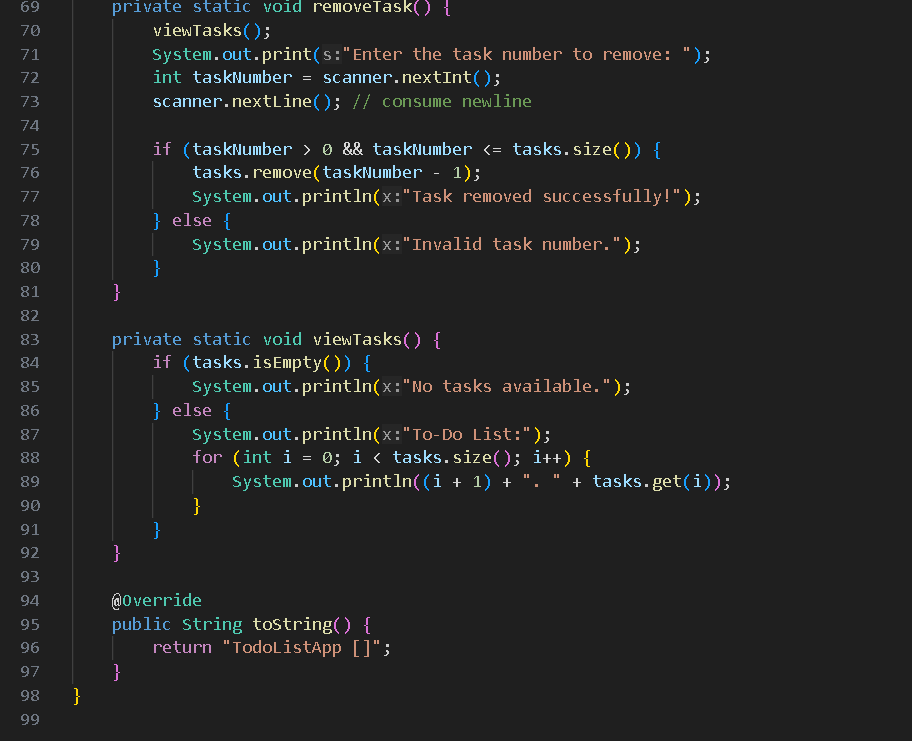 69 private static void removeTask() {
70 viewTasks();
71 System.out.print(s:"Enter the task number to remove: ");
72 int taskNumber = scanner.nextInt();
73 scanner.nextLine(); // consume newline
74
75 if (taskNumber > 0 && taskNumber <= tasks.size()) {
76 tasks.remove(taskNumber - 1);
77 System.out.println(x:"Task removed successfully!");
78 } else {
79 System.out.println(x:"Invalid task number.");
80 }
81 }
82
83 private static void viewTasks() {
84 if (tasks.isEmpty()) {
85 System.out.println(x:"No tasks available.");
86 } else {
87 System.out.println(x:"To-Do List:");
88 for (int i = 0; i < tasks.size(); i++) {
89 System.out.println((i + 1) + ". " + tasks.get(i));
90 }
91 }
92 }
93
94 @Override
95 public String toString() {
96 return "TodoListApp []";
97 }
98 }
99